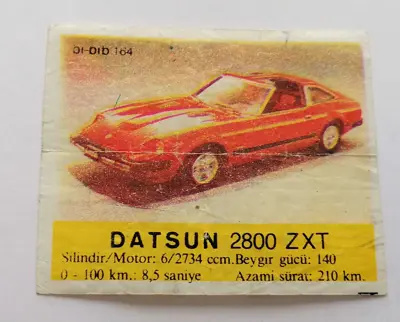 DI-DID 164
DATSUN 2800 ZXT
Silindir/Motor: 6/2734 ccm. Beygir gücü: 140
0 - 100 km.: 8,5 saniye Azami sürat: 210 km.